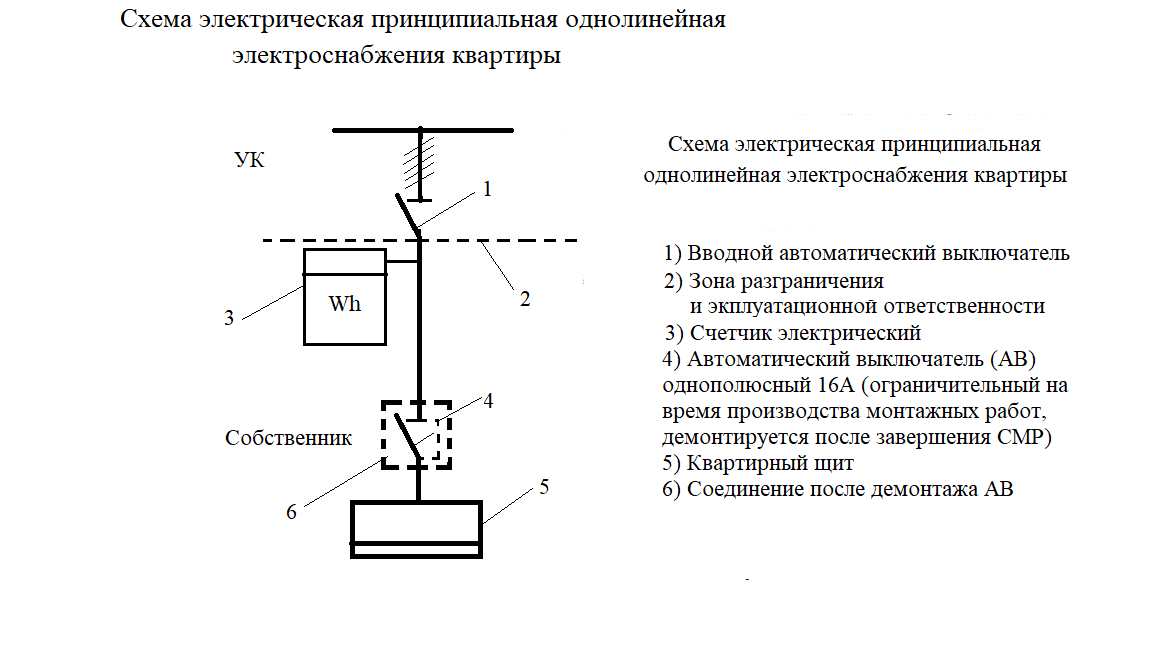 Схема электрическая принципиальная однолинейная
электроснабжения квартиры
УК
1
2
3
Wh
4
Собственник
5
6
Схема электрическая принципиальная
однолинейная электроснабжения квартиры
1) Вводной автоматический выключатель
2) Зона разграничения
и экплуатационной ответственности
3) Счетчик электрический
4) Автоматический выключатель (АВ)
однополюсный 16А (ограничительный на
время производства монтажных работ,
демонтируется после завершения СМР)
5) Квартирный щит
6) Соединение после демонтажа АВ